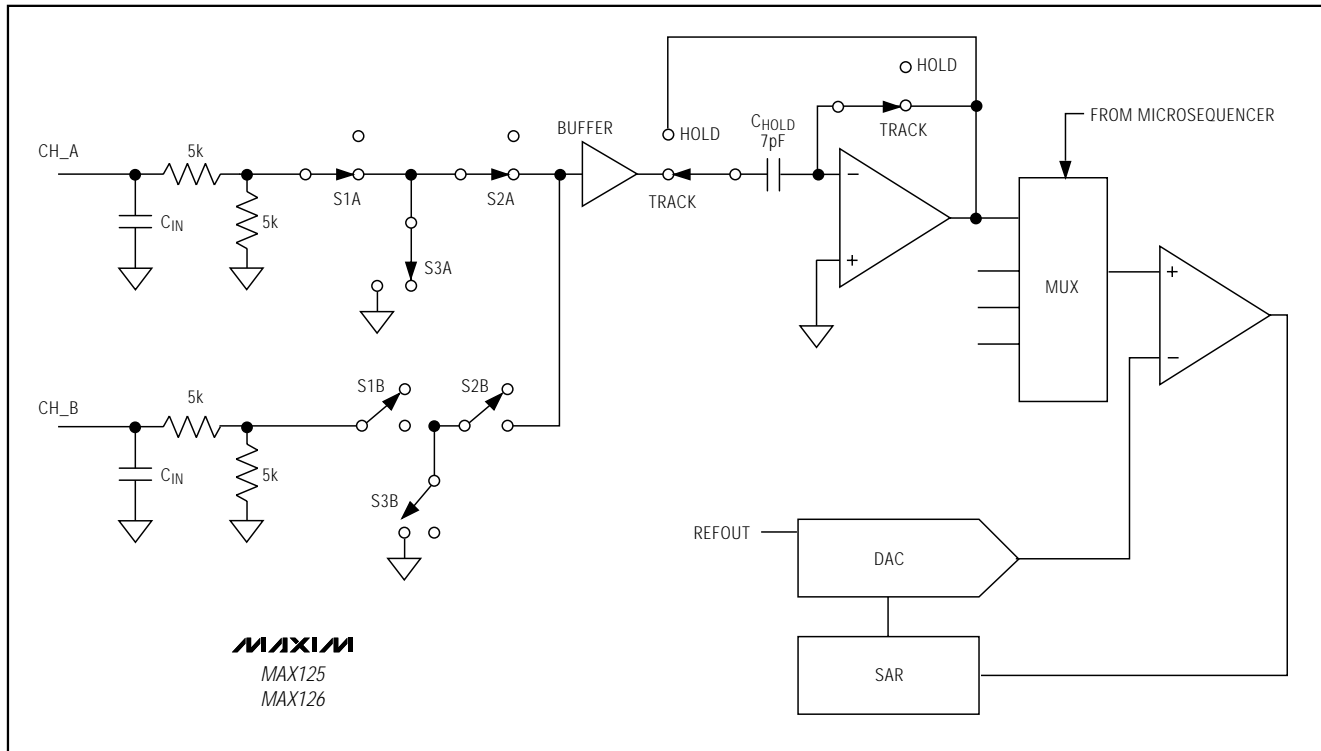 HOLD
HOLD
C_HOLD
7pF
BUFFER
TRACK
FROM MICROSEQUENCER
CH_A
5k
S1A
S2A
TRACK
C_IN
5k
S3A
MUX
S1B
S2B
CH_B
5k
C_IN
5k
S3B
REFOUT
DAC
MAXIM
MAX125
MAX126
SAR